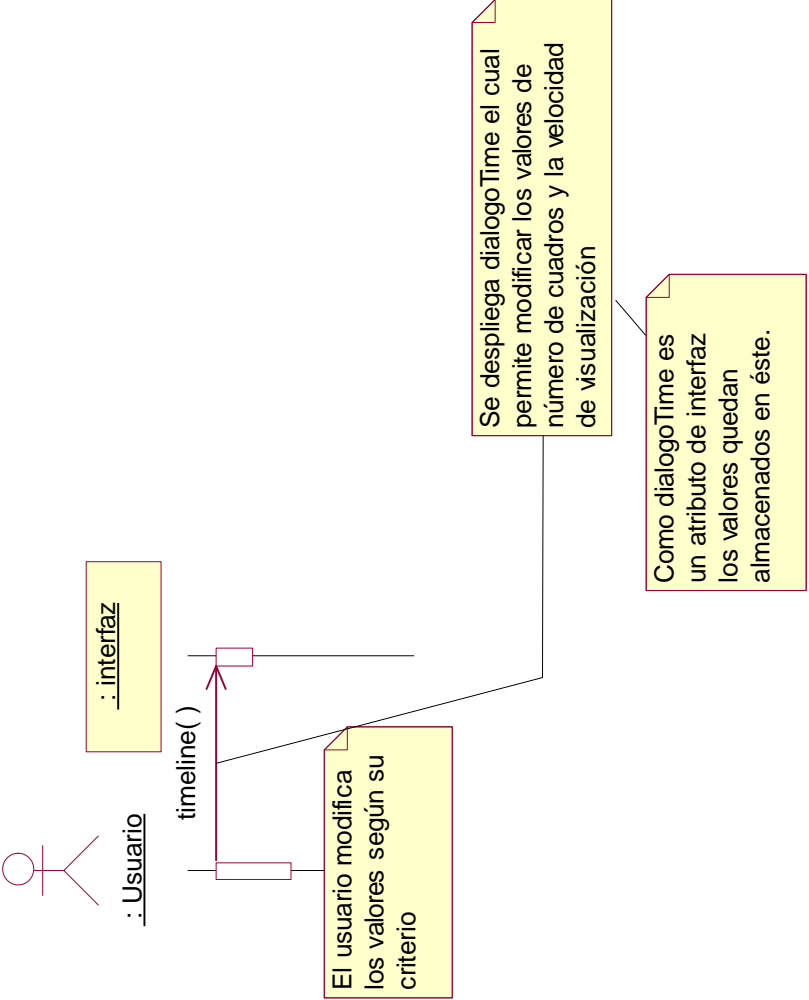 : Usuario
: interfaz
timeline( )
El usuario modifica
los valores según su
criterio
Se despliega dialogoTime el cual
permite modificar los valores de
número de cuadros y la velocidad
de visualización
Como dialogoTime es
un atributo de interfaz
los valores quedan
almacenados en éste.